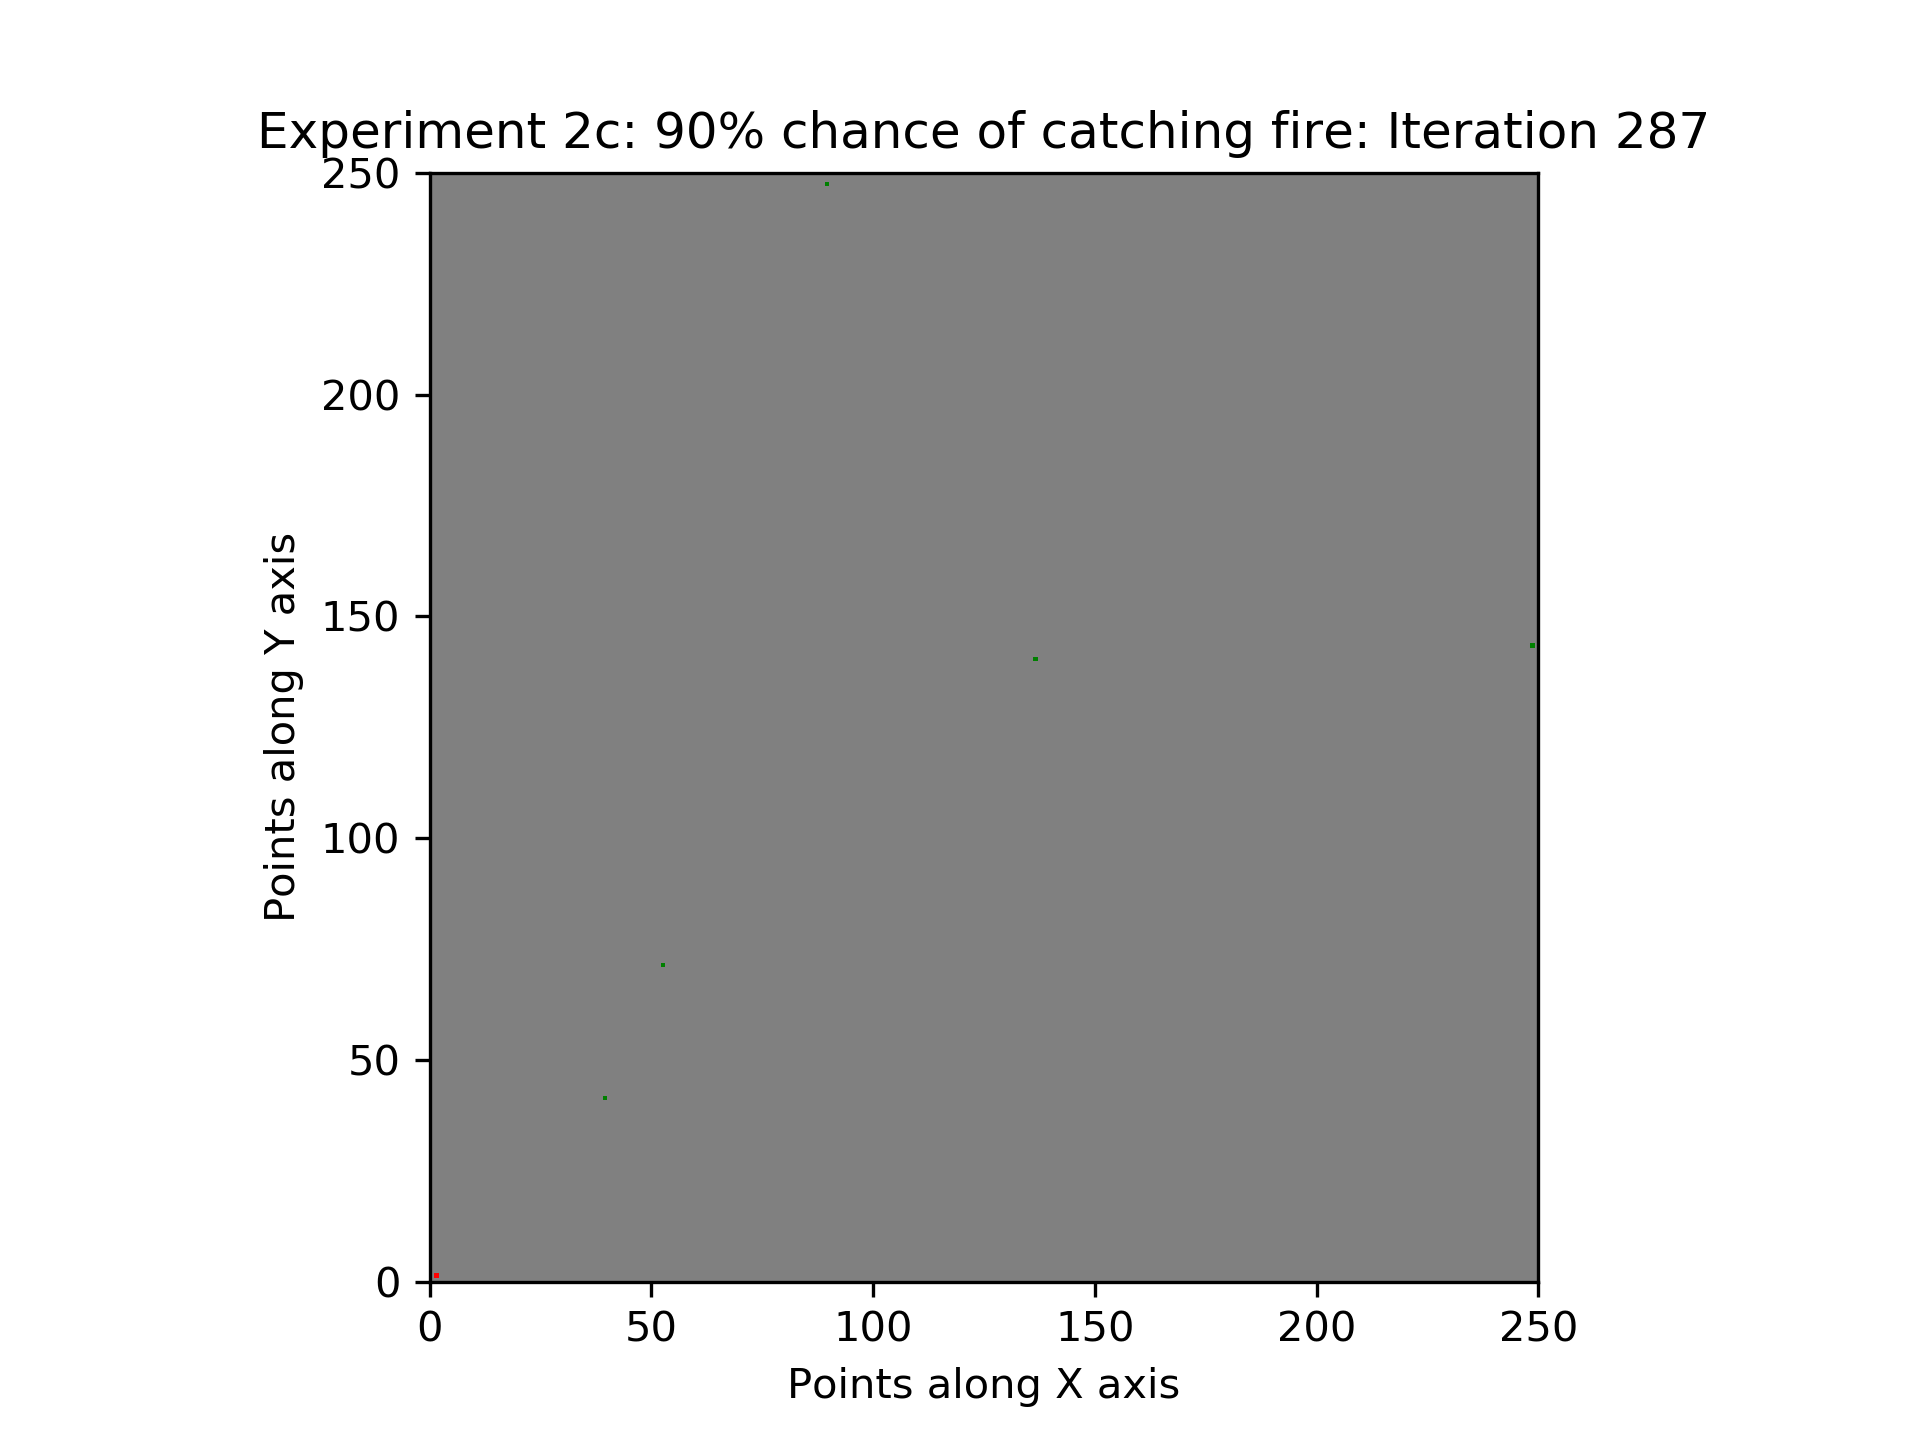 Experiment 2c: 90% chance of catching fire: Iteration 287
250
200
150
100
50
0
Points along Y axis
0 50 100 150 200 250
Points along X axis